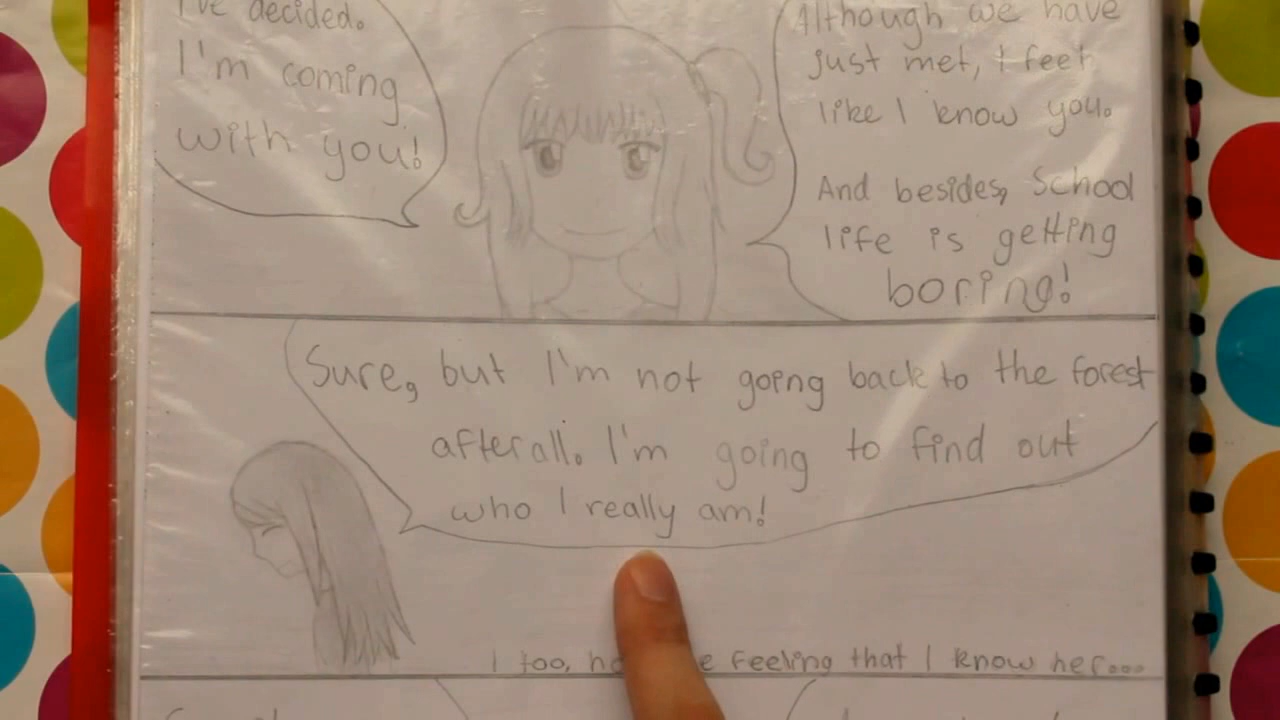 I've decided.
I'm coming
with you!
Although we have
just met, I feel
like I know you.
And besides, School
life is getting
boring!
Sure, but I'm not going back to the forest
afterall. I'm going to find out
who I really am!
I too, feeling that I know her...